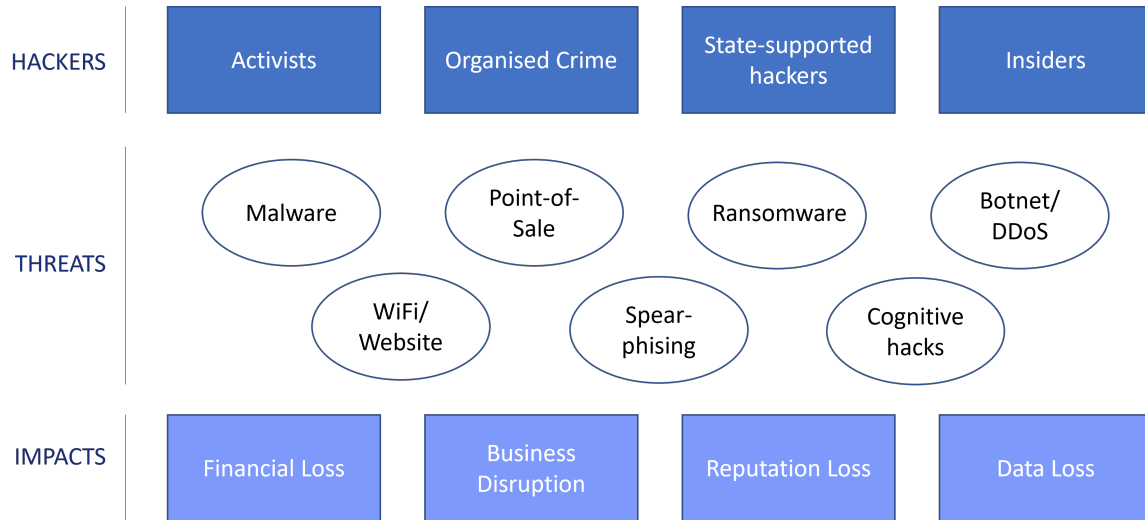 HACKERS
Activists
Organised Crime
State-supported
hackers
Insiders
THREATS
Malware
Point-of-
Sale
Ransomware
Botnet/
DDoS
WiFi/
Website
Spear-
phising
Cognitive
hacks
IMPACTS
Financial Loss
Business
Disruption
Reputation Loss
Data Loss